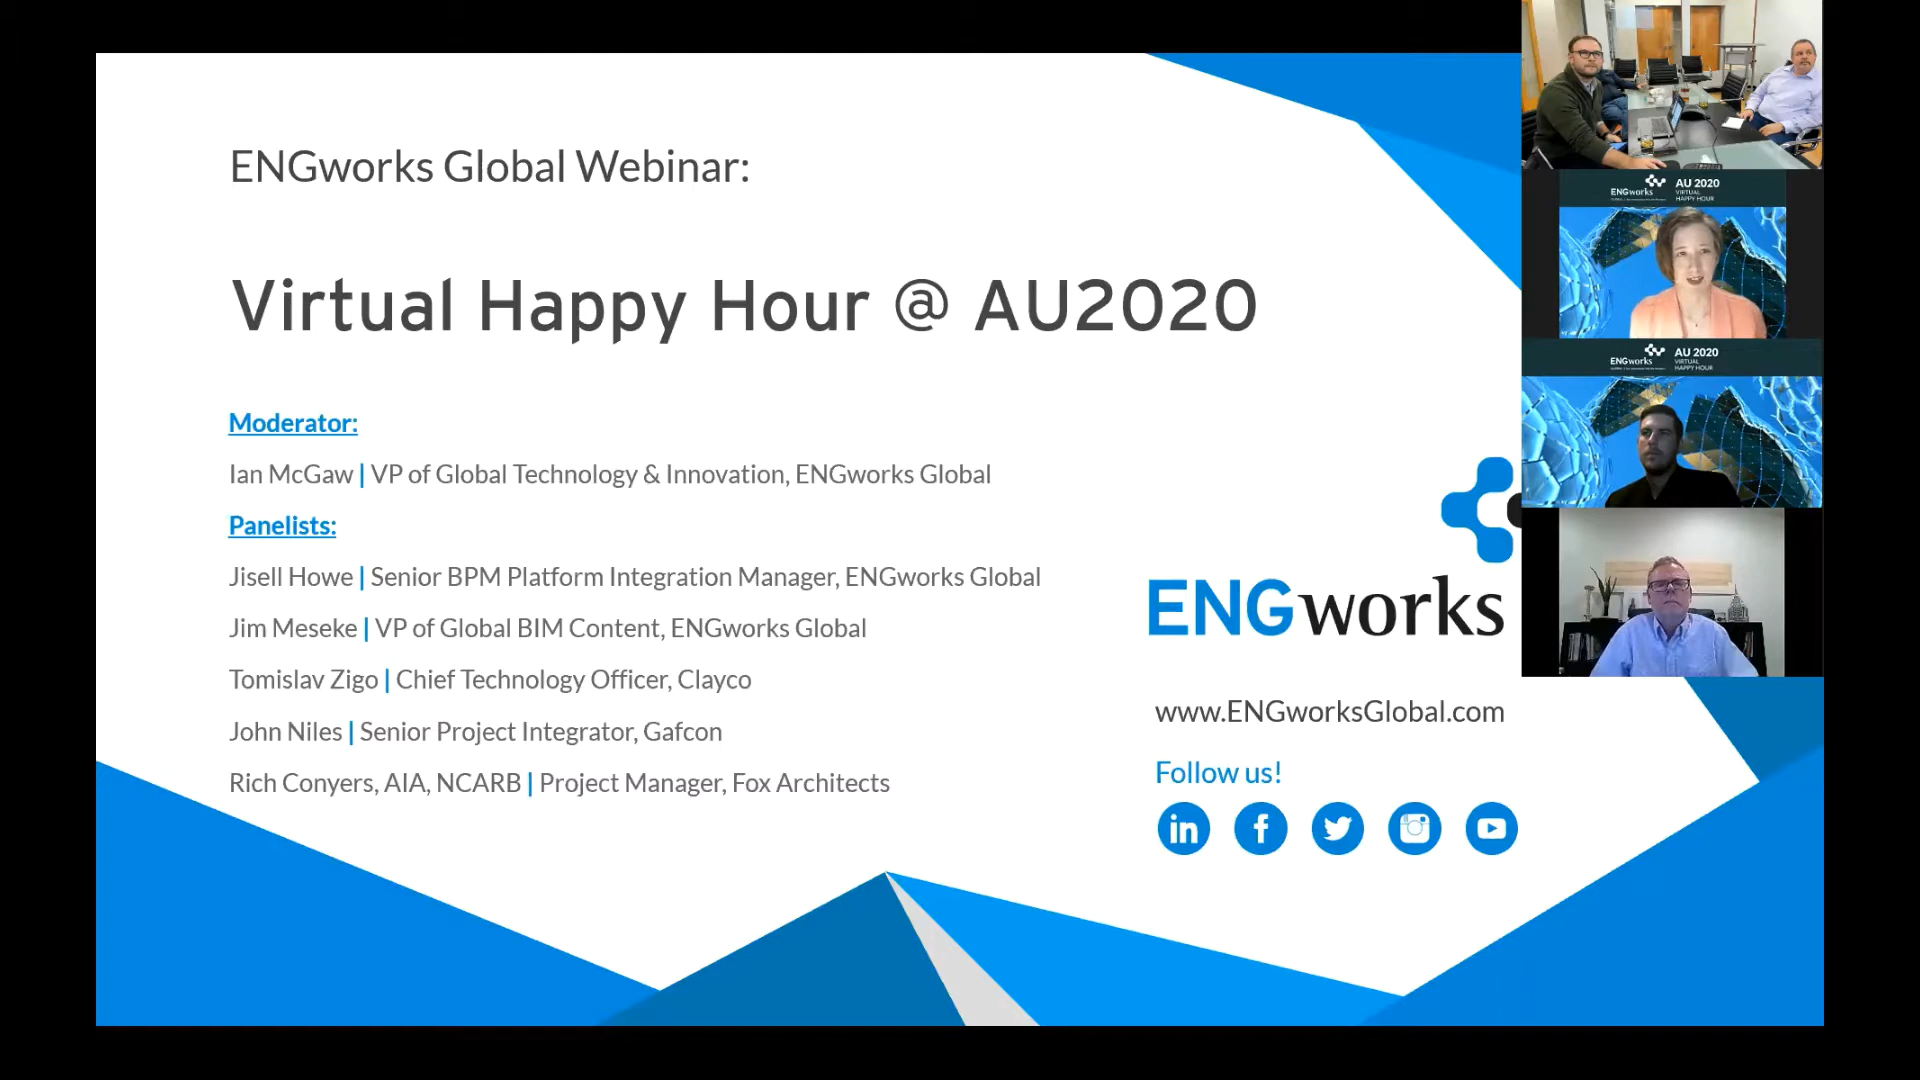 ENGworks Global Webinar:
Virtual Happy Hour @ AU2020
Moderator:
Ian McGaw | VP of Global Technology & Innovation, ENGworks Global
Panelists:
Jisell Howe | Senior BPM Platform Integration Manager, ENGworks Global
Jim Meseke | VP of Global BIM Content, ENGworks Global
Tomislav Zigo | Chief Technology Officer, Clayco
John Niles | Senior Project Integrator, Gafcon
Rich Conyers, AIA, NCARB | Project Manager, Fox Architects
ENGworks
www.ENGworksGlobal.com
Follow us!
ENGworks
AU 2020
VIRTUAL
HAPPY HOUR
ENGworks
AU 2020
VIRTUAL
HAPPY HOUR